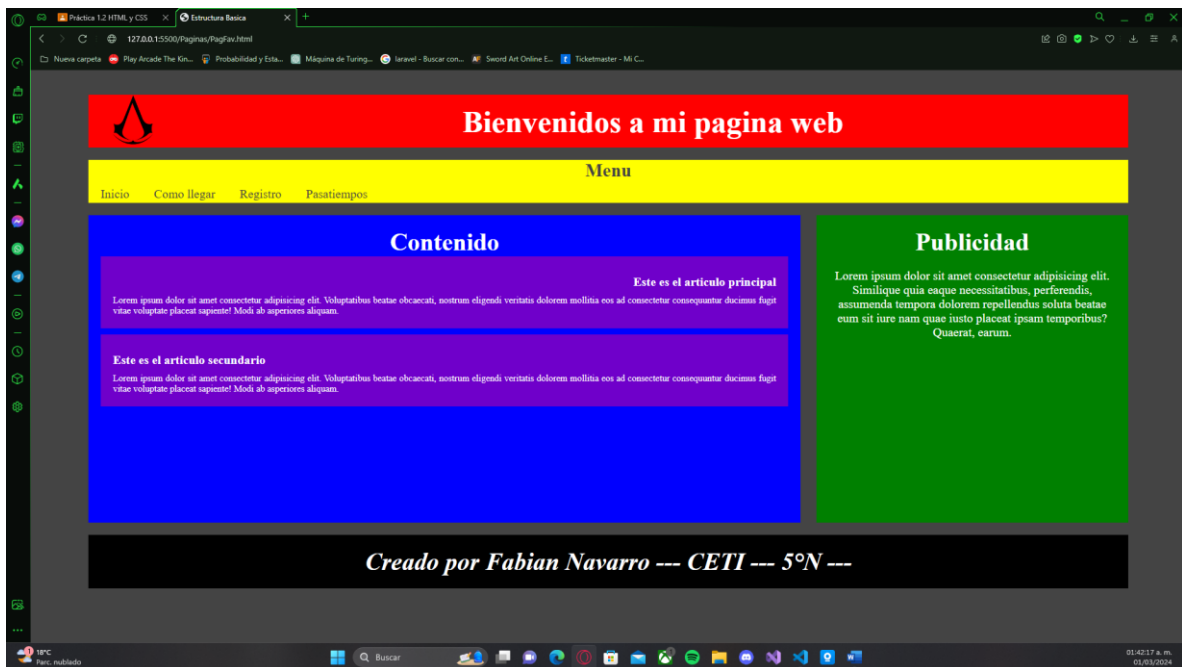 Práctica 1.2 HTML y CSS
Estructura Basica
127.0.0.1:5500/Paginas/PagFav.html
Nueva carpeta
Play Arcade The Kin...
Probabilidad y Esta...
Máquina de Turing...
laravel - Buscar con...
Sword Art Online E...
Ticketmaster - Mi C...
Bienvenidos a mi pagina web
Menu
Inicio Como llegar Registro Pasatiempos
Contenido
Este es el articulo principal
Lorem ipsum dolor sit amet consectetur adipisicing elit. Voluptatibus beatae obcaecati, nostrum eligendi veritatis dolorem mollitia eos ad consectetur consequuntur ducimus fugit
vitae voluptate placeat sapiente! Modi ab asperiores aliquam.
Este es el articulo secundario
Lorem ipsum dolor sit amet consectetur adipisicing elit. Voluptatibus beatae obcaecati, nostrum eligendi veritatis dolorem mollitia eos ad consectetur consequuntur ducimus fugit
vitae voluptate placeat sapiente! Modi ab asperiores aliquam.
Publicidad
Lorem ipsum dolor sit amet consectetur adipisicing elit.
Similique quia eaque necessitatibus, perferendis,
assumenda tempora dolorem repellendus soluta beatae
eum sit iure nam quae iusto placeat ipsam temporibus?
Quaerat, earum.
Creado por Fabian Navarro --- CETI --- 5°N ---
1
18°C
Parc. nublado
Buscar
01:42:17 a. m.
01/03/2024